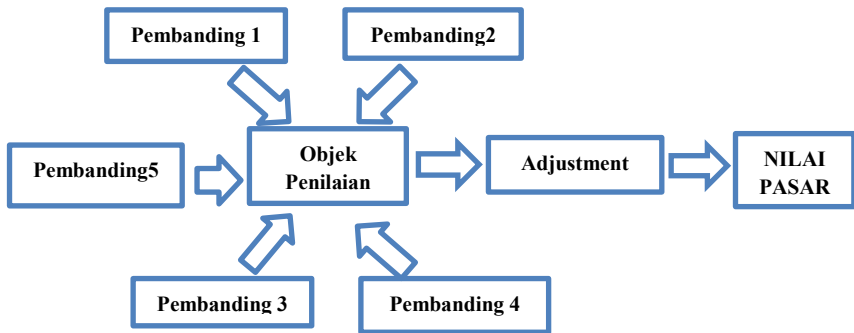 Pembanding 1
Pembanding2
Pembanding5
Objek
Penilaian
Adjustment
NILAI
PASAR
Pembanding 3
Pembanding 4